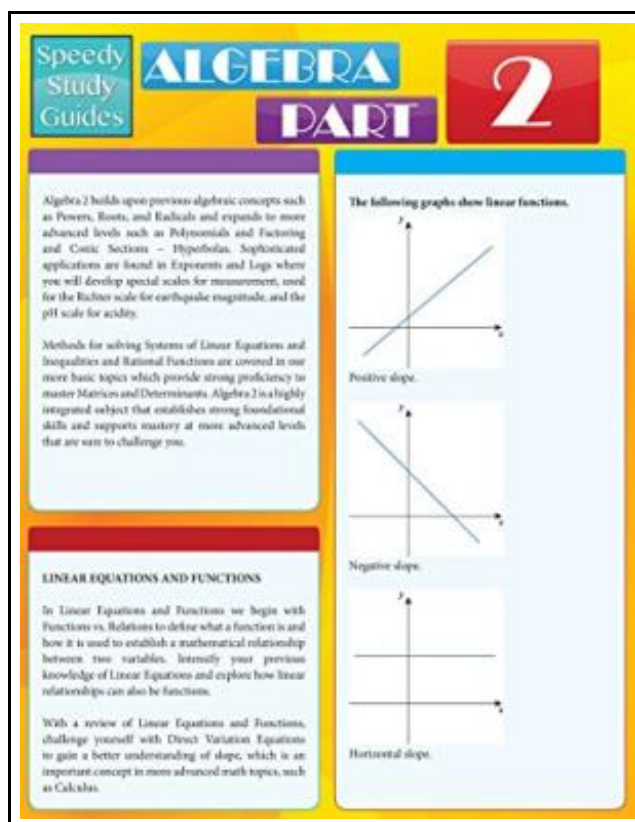 Speedy
Study
Guides
ALGEBRA
PART
2
Algebra 2 builds upon previous algebraic concepts such
as Powers, Roots, and Radicals and expands to more
advanced levels such as Polynomials and Factoring
and Conic Sections – Hyperbolas. Sophisticated
applications are found in Exponents and Logs where
you will develop special scales for measurement, used
for the Richter scale for earthquake magnitude, and the
pH scale for acidity.
Methods for solving Systems of Linear Equations and
Inequalities and Rational Functions are covered in our
more basic topics which provide strong proficiency to
master Matrices and Determinants. Algebra 2 is a highly
integrated subject that establishes strong foundational
skills and supports mastery at more advanced levels
that are sure to challenge you.
LINEAR EQUATIONS AND FUNCTIONS
In Linear Equations and Functions we begin with
Functions vs. Relations to define what a function is and
how it is used to establish a mathematical relationship
between two variables. Intensify your previous
knowledge of Linear Equations and explore how linear
relationships can also be functions.
With a review of Linear Equations and Functions,
challenge yourself with Direct Variation Equations
to gain a better understanding of slope, which is an
important concept in more advanced math topics, such
as Calculus.
The following graphs show linear functions.
y
x
Positive slope.
y
x
Negative slope.
y
x
Horizontal slope.